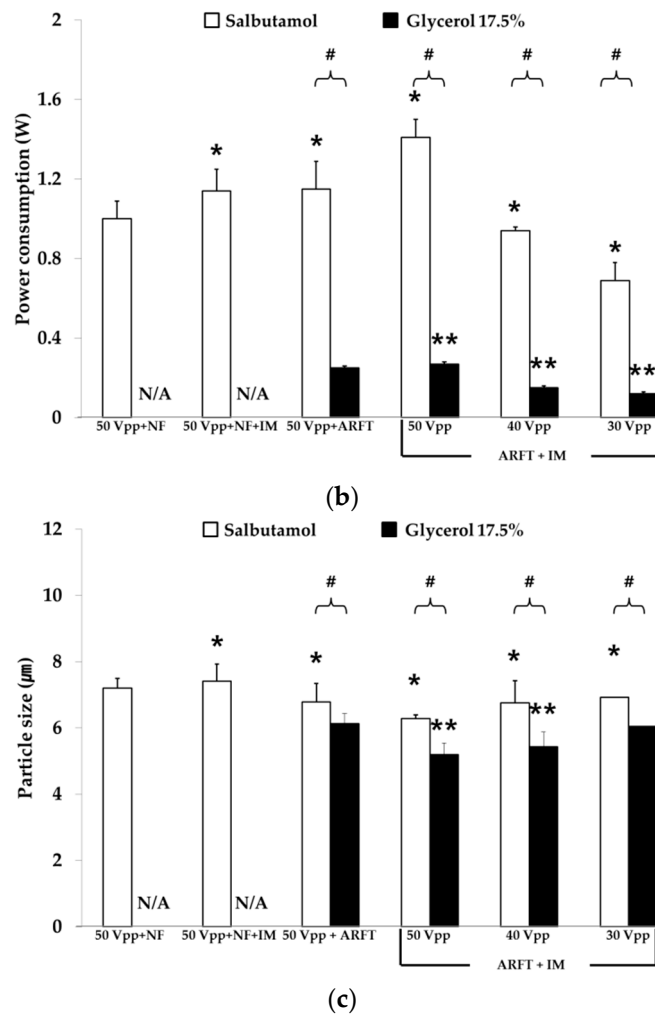 2
Salbutamol Glycerol 17.5%
# # # #
1.6
*
* *
1.2
*
Power consumption (W)
*
0.8
0.4
** ** **
N/A N/A
0
50 Vpp+NF 50 Vpp+NF+IM 50 Vpp+ARFT 50 Vpp 40 Vpp 30 Vpp
ARFT + IM
(b)
12
Salbutamol Glycerol 17.5%
10
# # # #
8
* * * * *
** **
Particle size (㎛)
6
4
2
N/A N/A
0
50 Vpp+NF 50 Vpp+NF+IM 50 Vpp + ARFT 50 Vpp 40 Vpp 30 Vpp
ARFT + IM
(c)